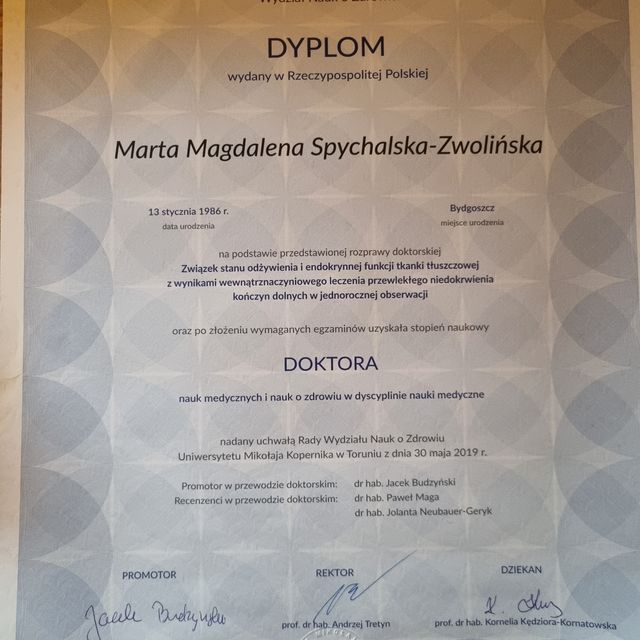 Wydział Nauk o Zdrowiu
DYPLOM
wydany w Rzeczypospolitej Polskiej
Marta Magdalena Spychalska-Zwolińska
13 stycznia 1986 r.
data urodzenia
Bydgoszcz
miejsce urodzenia
na podstawie przedstawionej rozprawy doktorskiej
Związek stanu odżywienia i endokrynnej funkcji tkanki tłuszczowej
z wynikami wewnątrznaczyniowego leczenia przewlekłego niedokrwienia
kończyn dolnych w jednorocznej obserwacji
oraz po złożeniu wymaganych egzaminów uzyskała stopień naukowy
DOKTORA
nauk medycznych i nauk o zdrowiu w dyscyplinie nauki medyczne
nadany uchwałą Rady Wydziału Nauk o Zdrowiu
Uniwersytetu Mikołaja Kopernika w Toruniu z dnia 30 maja 2019 r.
Promotor w przewodzie doktorskim: dr hab. Jacek Budzyński
Recenzenci w przewodzie doktorskim: dr hab. Paweł Maga
dr hab. Jolanta Neubauer-Geryk
PROMOTOR
Jacek Budzyński
REKTOR
prof. dr hab. Andrzej Tretyn
DZIEKAN
prof. dr hab. Kornelia Kędziora-Kornatowska